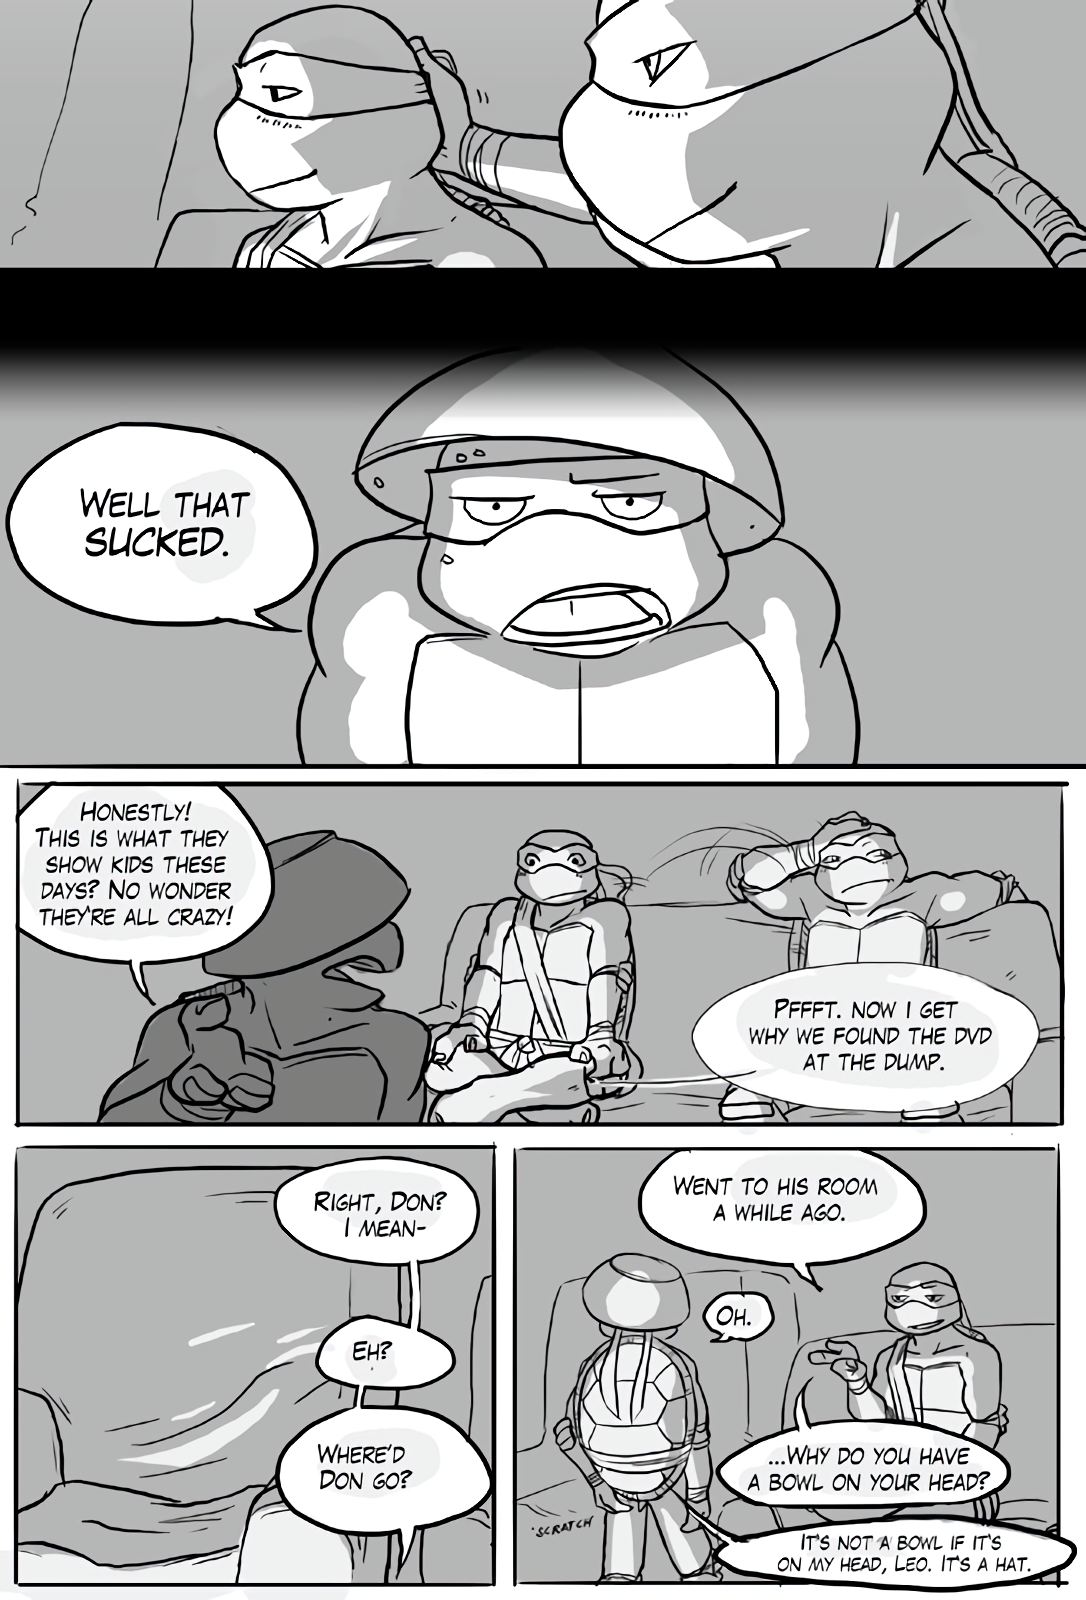 WELL THAT
SUCKED.
HONESTLY!
THIS IS WHAT THEY
SHOW KIDS THESE
DAYS? NO WONDER
THEY'RE ALL CRAZY!
PFFFT. NOW I GET
WHY WE FOUND THE DVD
AT THE DUMP.
RIGHT, DON?
I MEAN-
EH?
WHERE'D
DON GO?
WENT TO HIS ROOM
A WHILE AGO.
OH.
...WHY DO YOU HAVE
A BOWL ON YOUR HEAD?
*SCRATCH
IT'S NOT A BOWL IF IT'S
ON MY HEAD, LEO. IT'S A HAT.